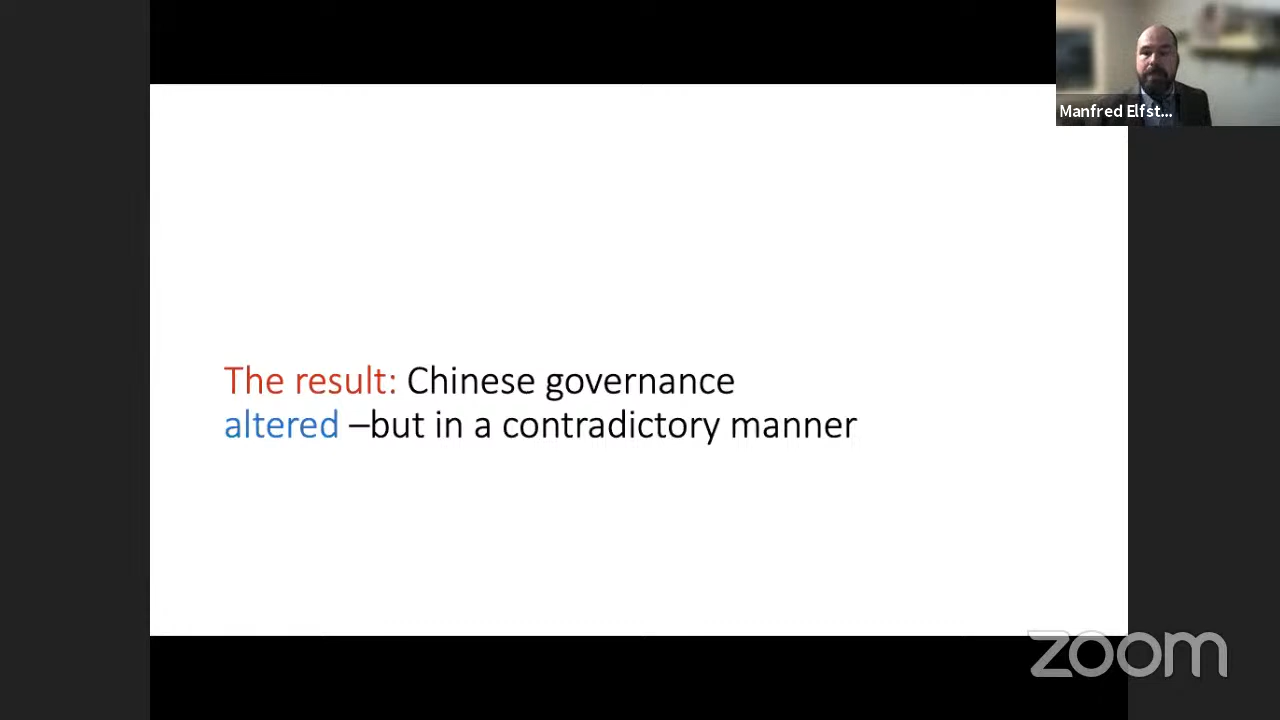 Manfred Elfst...
The result: Chinese governance
altered –but in a contradictory manner
zoom